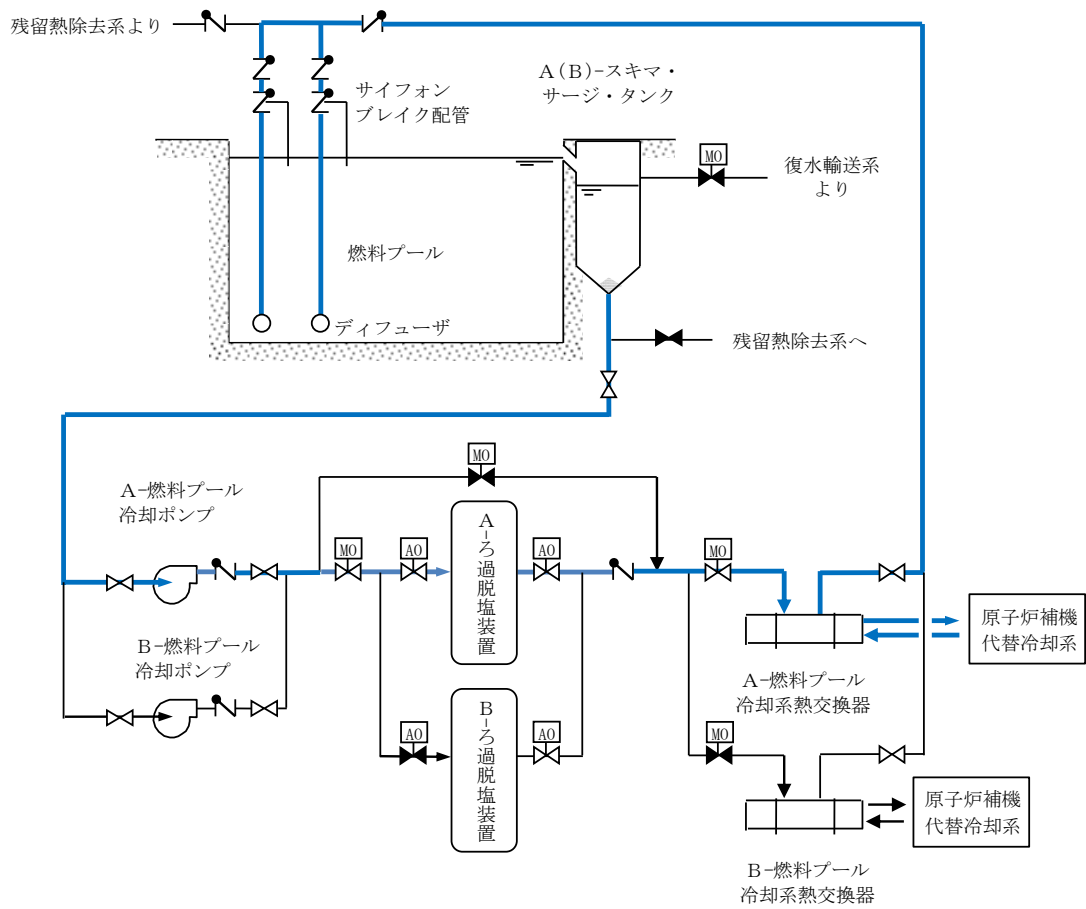 残留熱除去系より
A(B)-スキマ・
サージ・タンク
サイフォン
ブレイク配管
MO
復水輸送系
より
燃料プール
ディフューザ
残留熱除去系へ
MO
A-燃料プール
冷却ポンプ
MO
AO
A-ろ過脱塩装置
AO
MO
原子炉補機
代替冷却系
B-燃料プール
冷却ポンプ
A-燃料プール
冷却系熱交換器
AO
B-ろ過脱塩装置
AO
MO
原子炉補機
代替冷却系
B-燃料プール
冷却系熱交換器